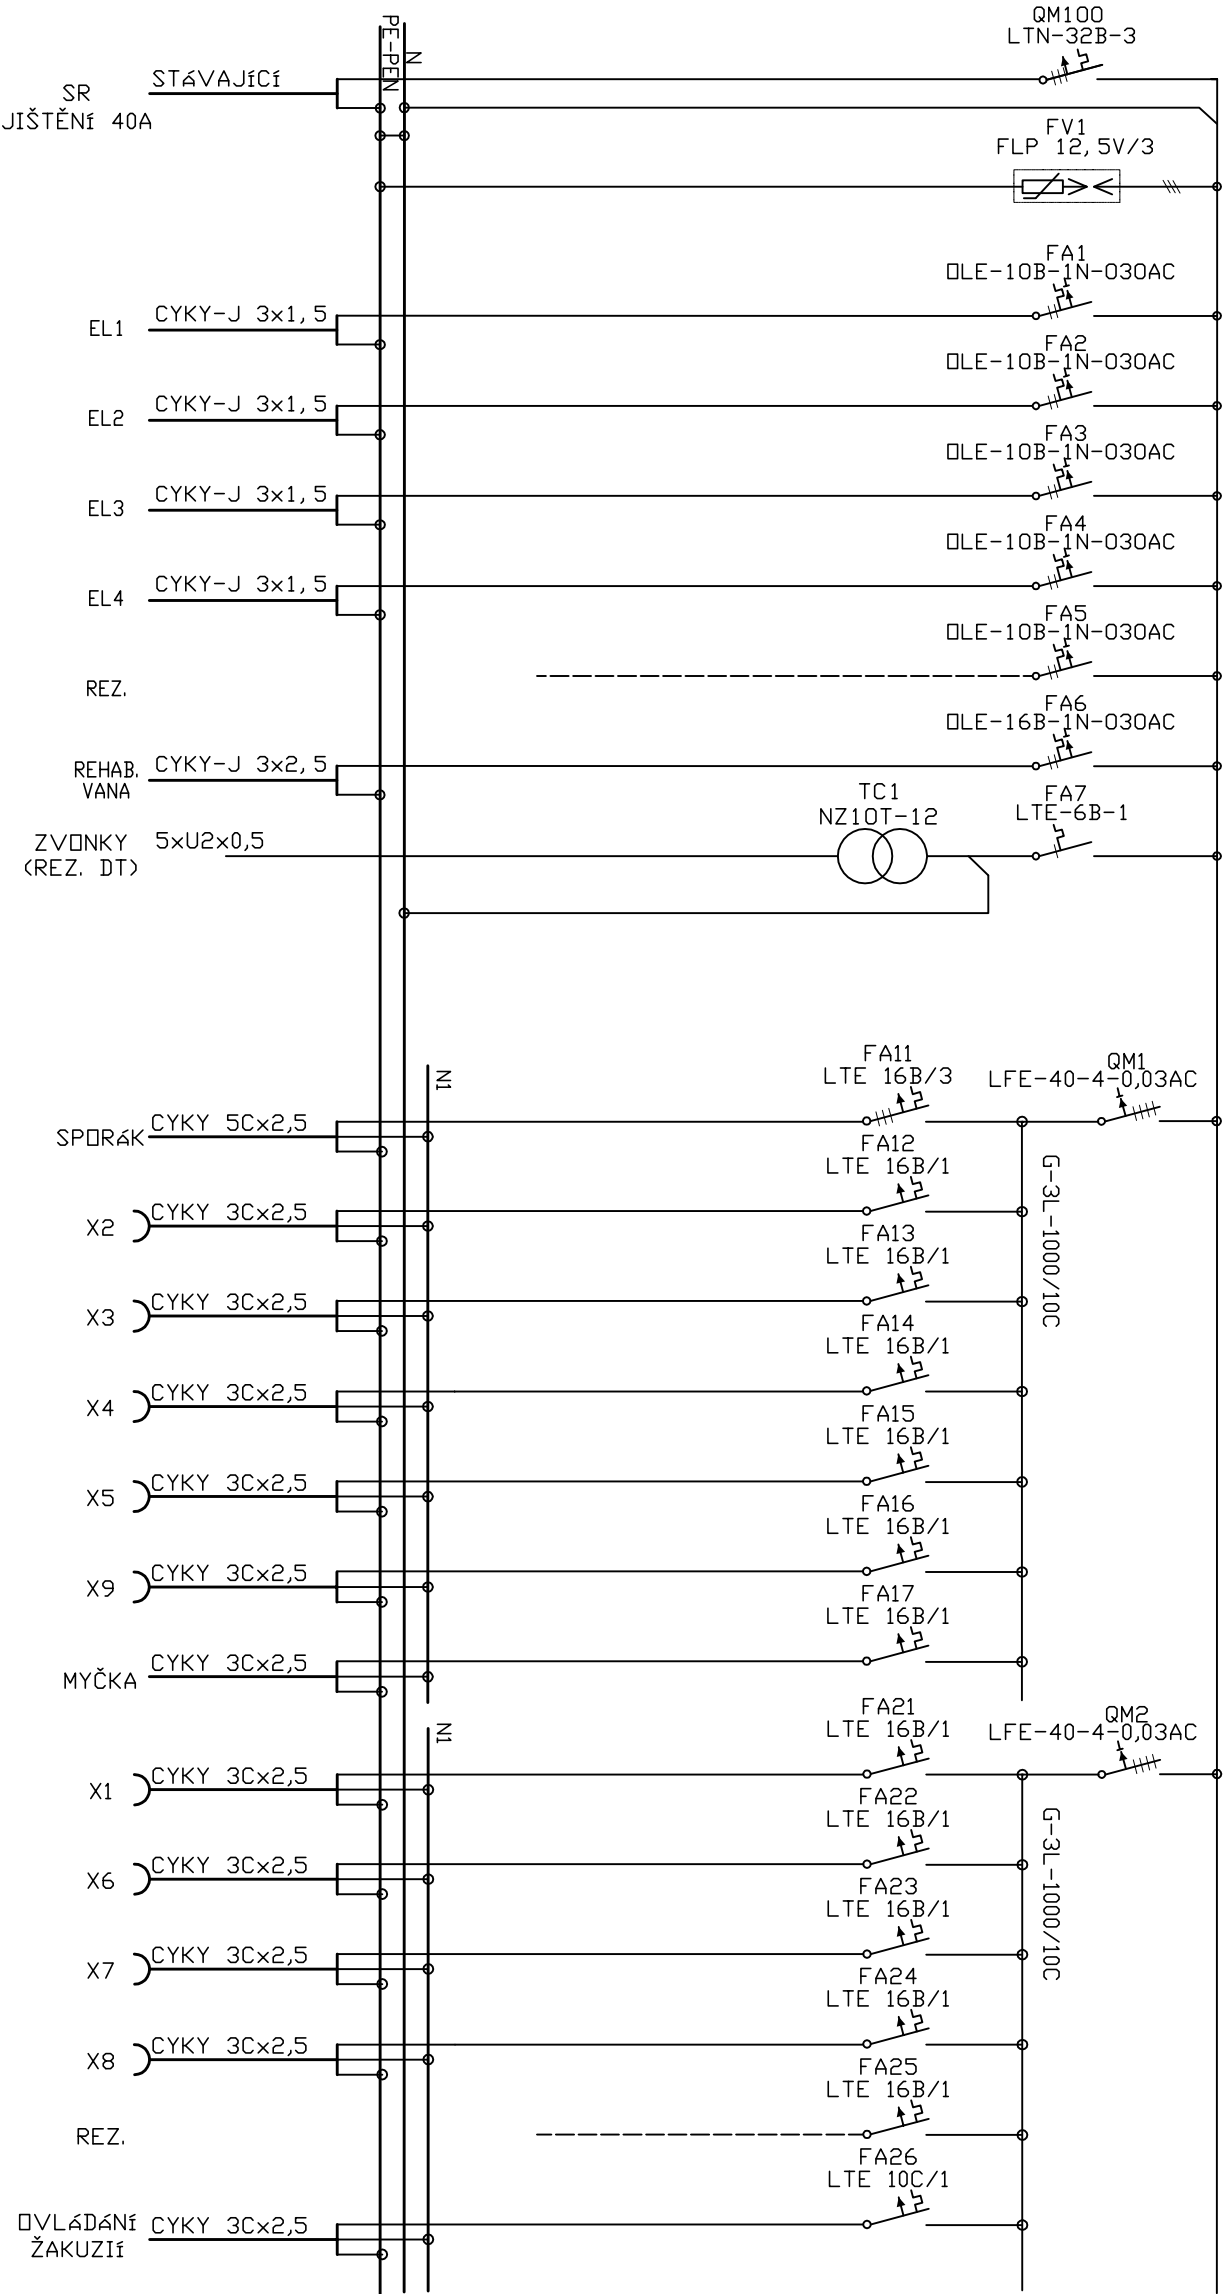 QM100
LTN-32B-3
PE-PEN
N
SR
JIŠTĚNÍ 40A
STÁVAJÍCÍ
FV1
FLP 12,5V/3
FA1
OLE-10B-1N-030AC
EL1
CYKY-J 3x1,5
FA2
OLE-10B-1N-030AC
EL2
CYKY-J 3x1,5
FA3
OLE-10B-1N-030AC
EL3
CYKY-J 3x1,5
FA4
OLE-10B-1N-030AC
EL4
CYKY-J 3x1,5
FA5
OLE-10B-1N-030AC
REZ.
FA6
OLE-16B-1N-030AC
REHAB.
VANA
CYKY-J 3x2,5
TC1
NZ10T-12
FA7
LTE-6B-1
ZVONKY
(REZ. DT)
5xU2x0,5
N1
FA11
LTE 16B/3
QM1
LFE-40-4-0,03AC
SPORÁK
CYKY 5Cx2,5
G-3L-1000/10C
FA12
LTE 16B/1
X2
CYKY 3Cx2,5
FA13
LTE 16B/1
X3
CYKY 3Cx2,5
FA14
LTE 16B/1
X4
CYKY 3Cx2,5
FA15
LTE 16B/1
X5
CYKY 3Cx2,5
FA16
LTE 16B/1
X9
CYKY 3Cx2,5
FA17
LTE 16B/1
MYČKA
CYKY 3Cx2,5
N1
FA21
LTE 16B/1
QM2
LFE-40-4-0,03AC
X1
CYKY 3Cx2,5
G-3L-1000/10C
FA22
LTE 16B/1
X6
CYKY 3Cx2,5
FA23
LTE 16B/1
X7
CYKY 3Cx2,5
FA24
LTE 16B/1
X8
CYKY 3Cx2,5
FA25
LTE 16B/1
REZ.
FA26
LTE 10C/1
OVLÁDÁNÍ
ŽAKUZIÍ
CYKY 3Cx2,5